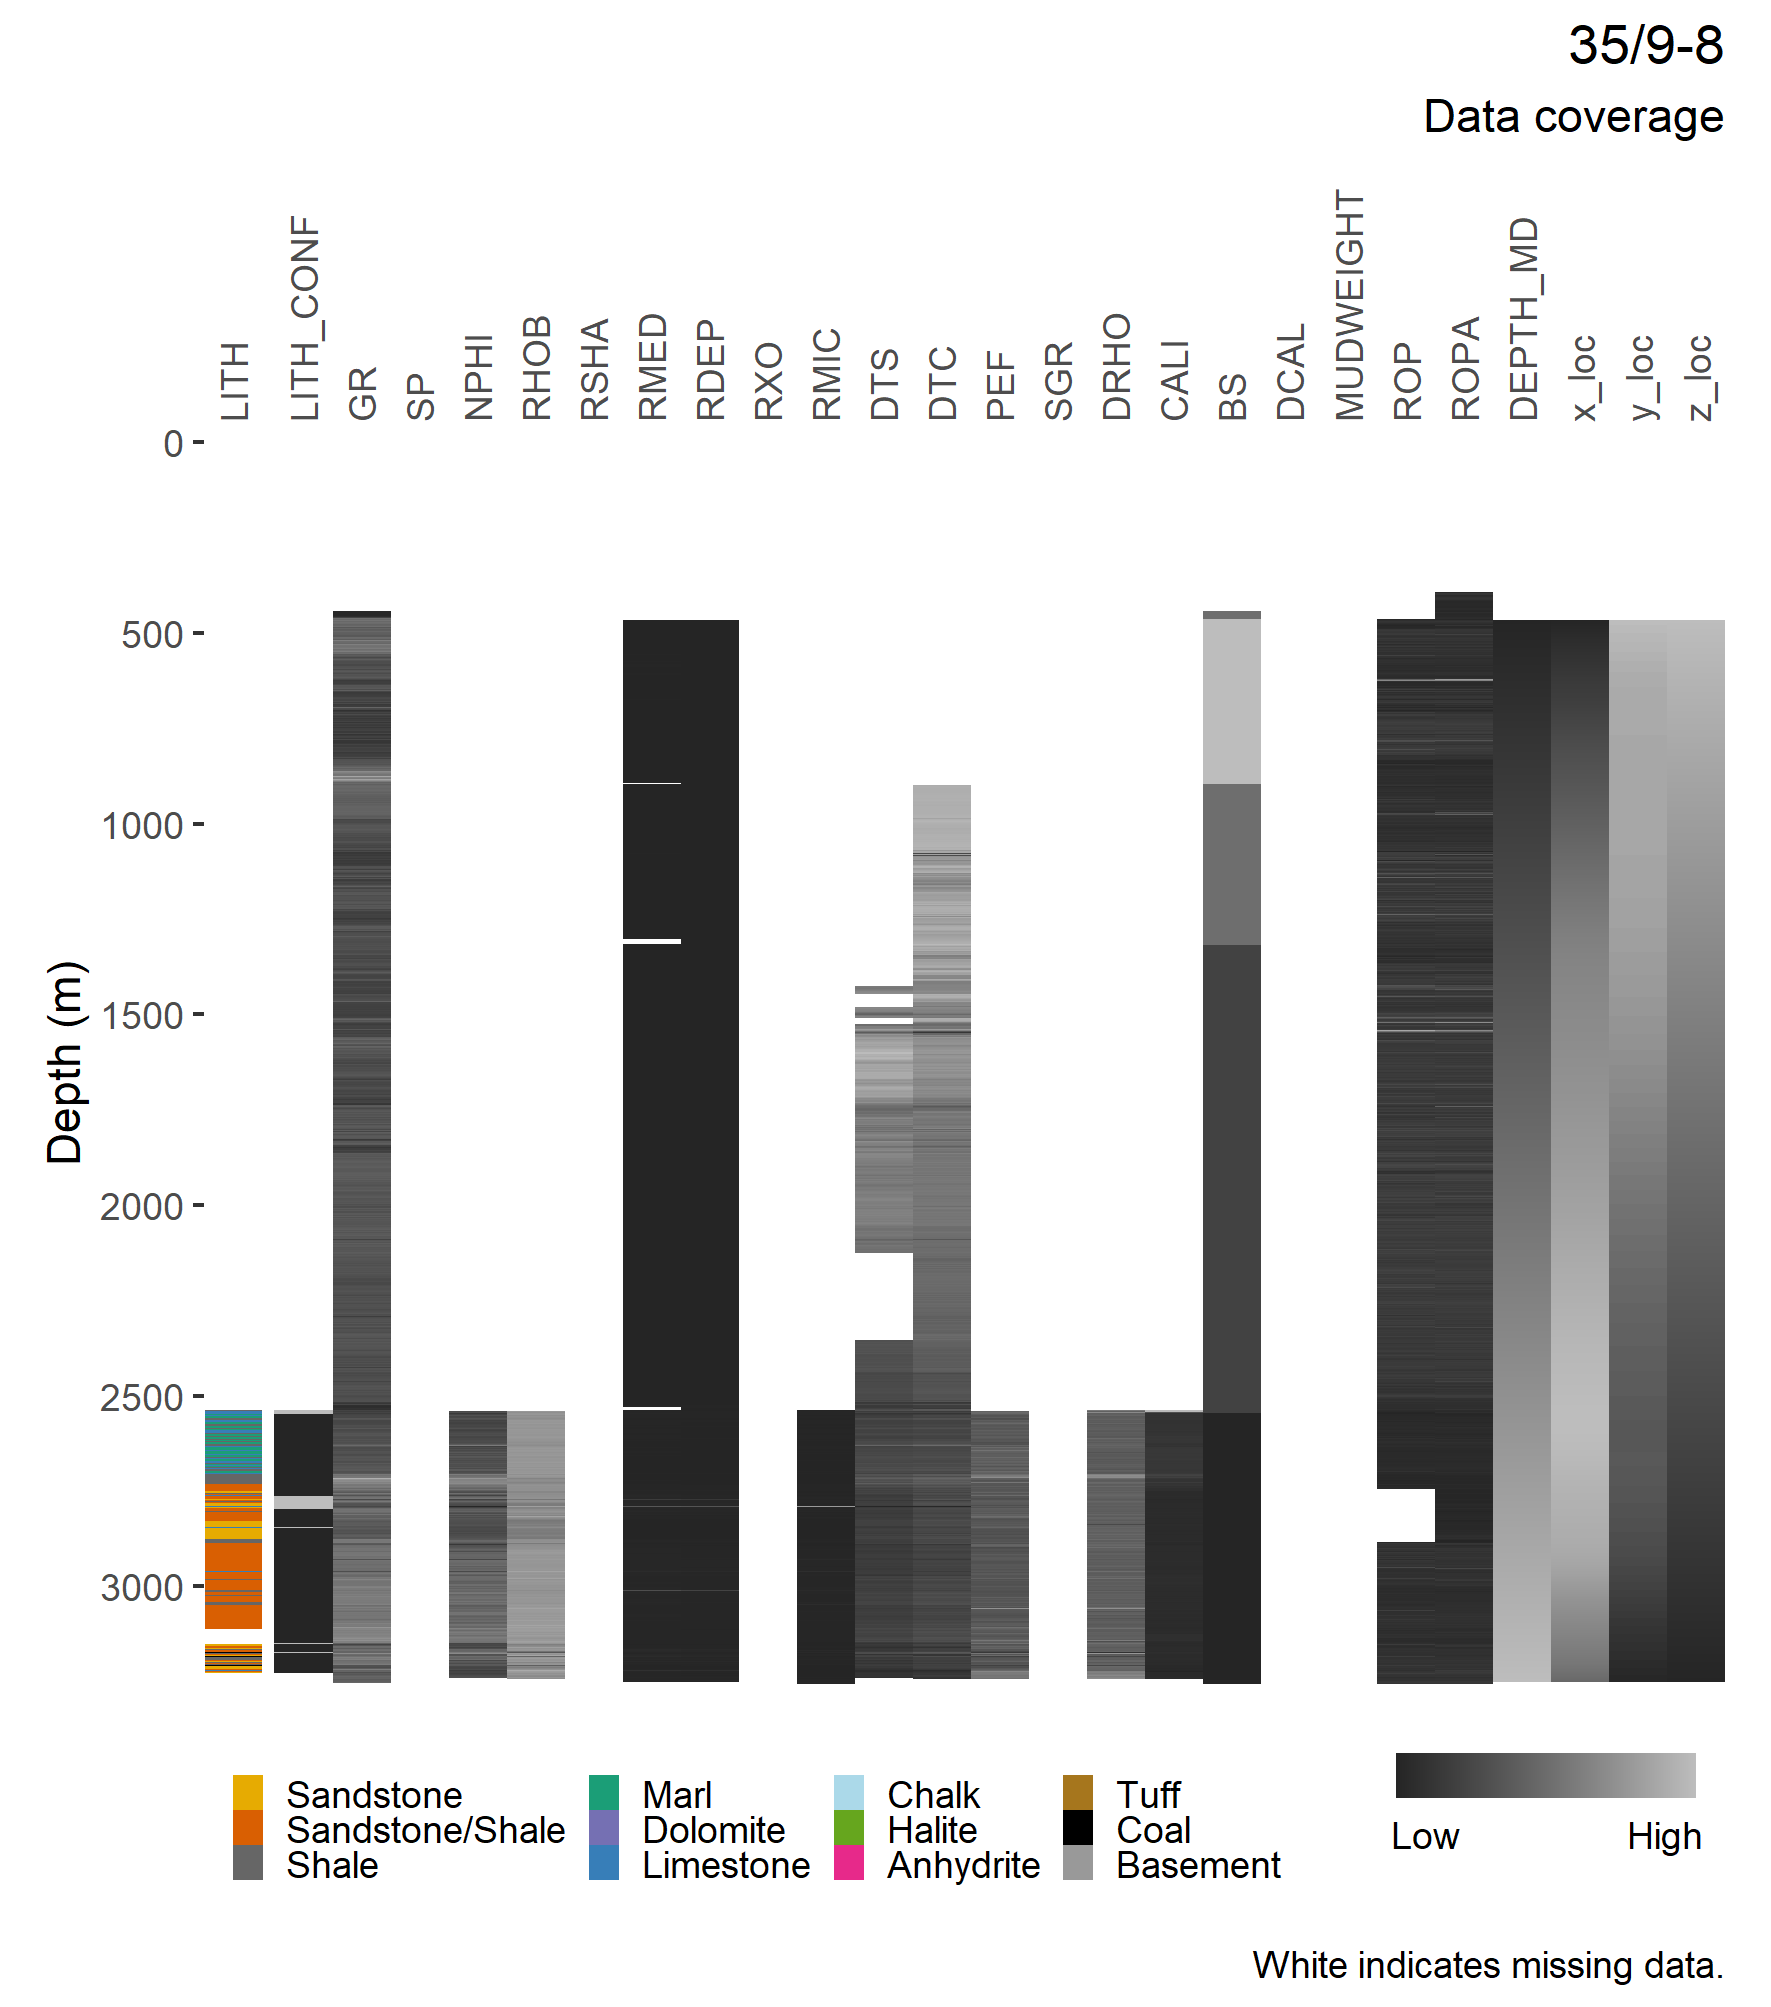 35/9-8
Data coverage
LITH
LITH_CONF
GR
SP
NPHI
RHOB
RSHA
RMED
RDEP
RXO
RMIC
DTS
DTC
PEF
SGR
DRHO
CALI
BS
DCAL
MUDWEIGHT
ROP
ROPA
DEPTH_MD
x_loc
y_loc
z_loc
Depth (m)
0
500
1000
1500
2000
2500
3000
Sandstone
Sandstone/Shale
Shale
Marl
Dolomite
Limestone
Chalk
Halite
Anhydrite
Tuff
Coal
Basement
Low High
White indicates missing data.